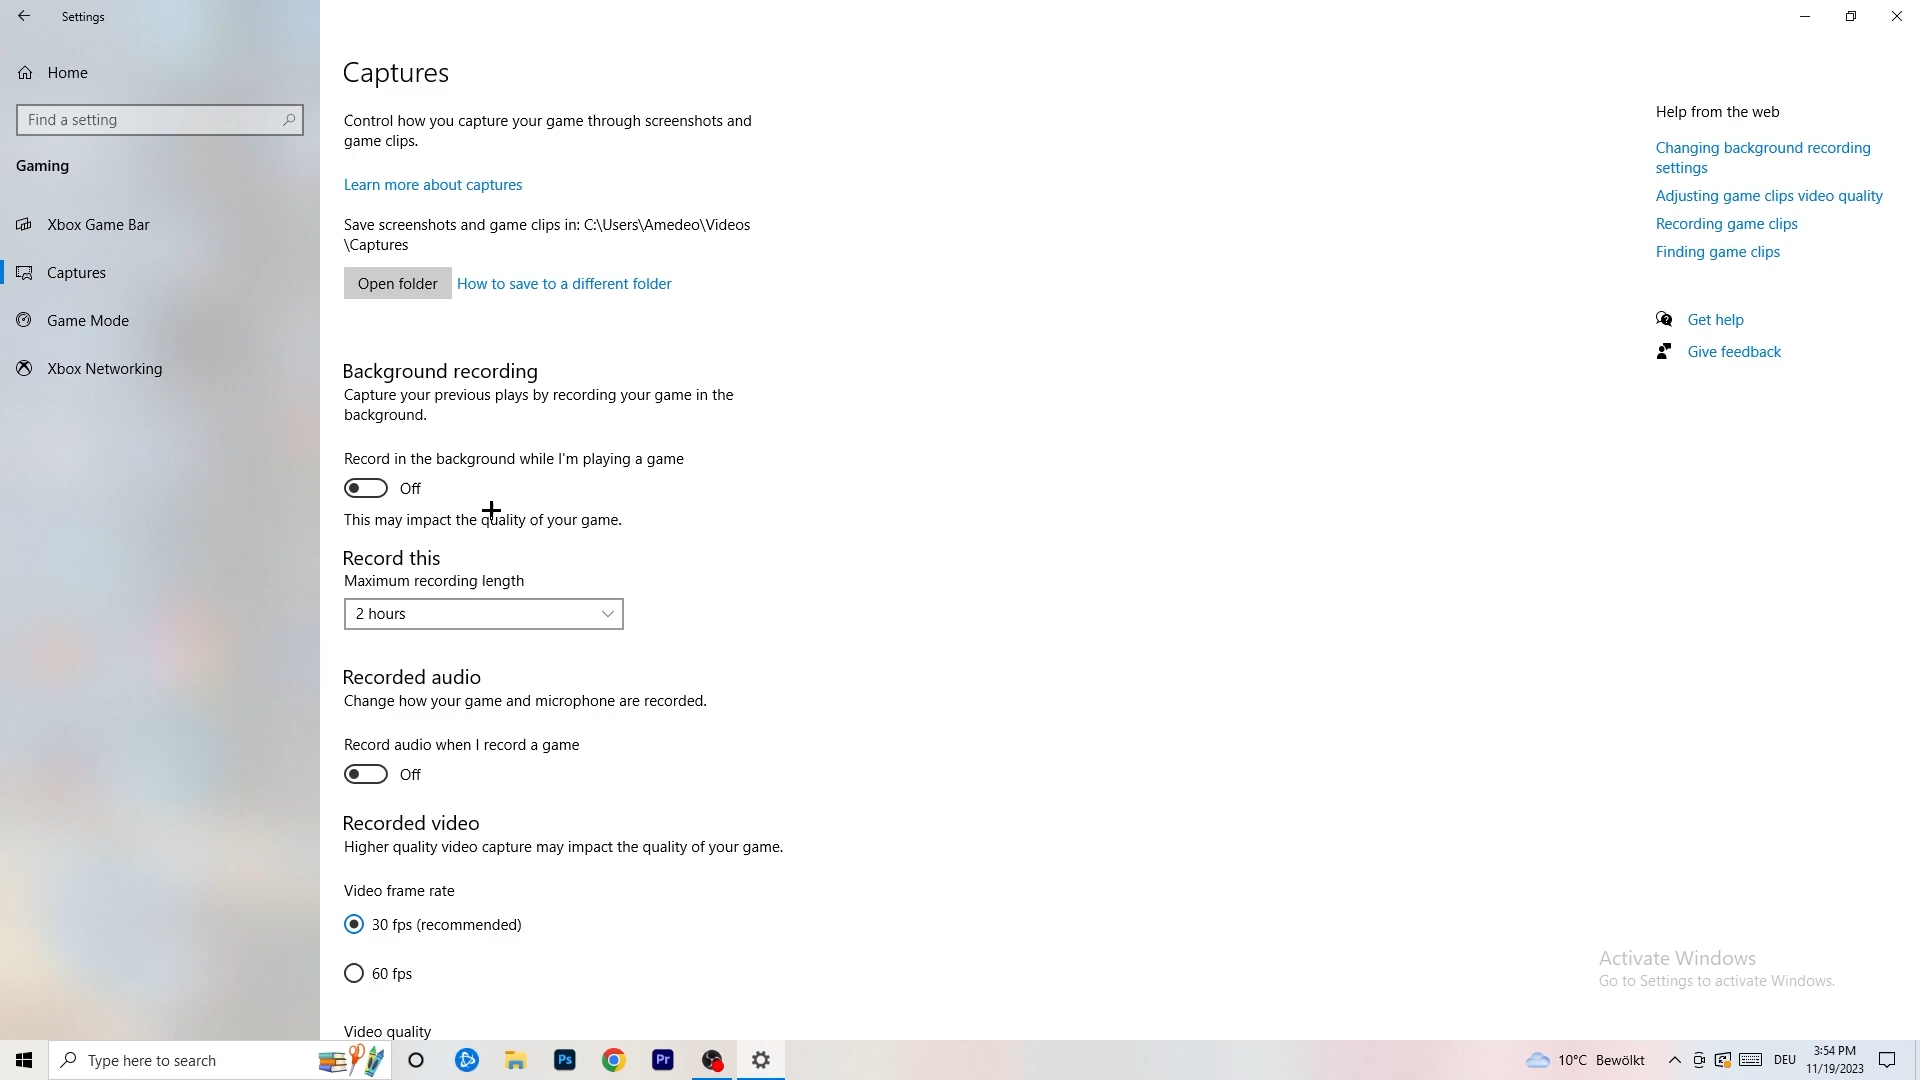 Settings
Home
Find a setting
Gaming
Xbox Game Bar
Captures
Game Mode
Xbox Networking
Captures
Control how you capture your game through screenshots and
game clips.
Learn more about captures
Save screenshots and game clips in: C:\Users\Amedeo\Videos
\Captures
Open folder
How to save to a different folder
Background recording
Capture your previous plays by recording your game in the
background.
Record in the background while I'm playing a game
Off
This may impact the quality of your game.
Record this
Maximum recording length
2 hours
Recorded audio
Change how your game and microphone are recorded.
Record audio when I record a game
Off
Recorded video
Higher quality video capture may impact the quality of your game.
Video frame rate
30 fps (recommended)
60 fps
Video quality
Help from the web
Changing background recording
settings
Adjusting game clips video quality
Recording game clips
Finding game clips
Get help
Give feedback
Activate Windows
Go to Settings to activate Windows.
Type here to search
Ps
Pr
10°C Bewölkt
DEU
3:54 PM
11/19/2023